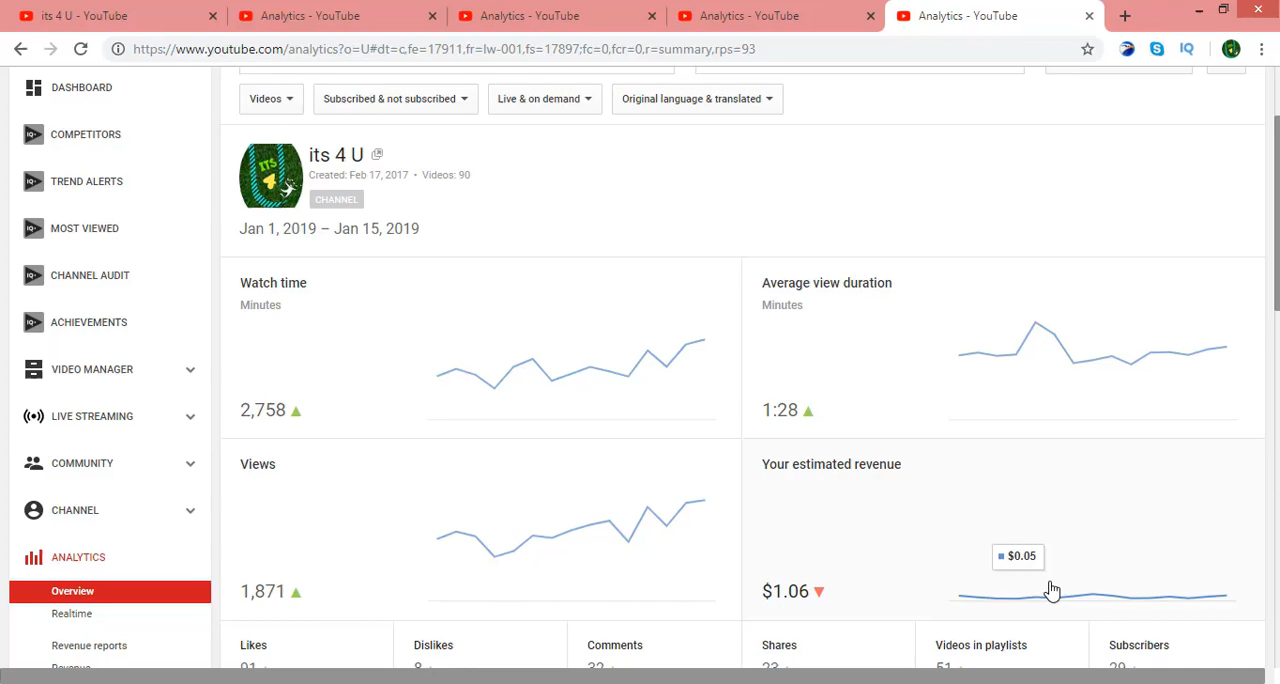 its 4 U - YouTube
Analytics - YouTube
Analytics - YouTube
Analytics - YouTube
Analytics - YouTube
https://www.youtube.com/analytics?o=U#dt=c,fe=17911,fr=lw-001,fs=17897;fc=0,fcr=0,r=summary,rps=93
IQ
DASHBOARD
COMPETITORS
TREND ALERTS
MOST VIEWED
CHANNEL AUDIT
ACHIEVEMENTS
VIDEO MANAGER
LIVE STREAMING
COMMUNITY
CHANNEL
ANALYTICS
Overview
Realtime
Revenue reports
Revenue
Videos
Subscribed & not subscribed
Live & on demand
Original language & translated
ITS 4
its 4 U
Created: Feb 17, 2017 • Videos: 90
CHANNEL
Jan 1, 2019 – Jan 15, 2019
Watch time
Minutes
2,758
Average view duration
Minutes
1:28
Views
1,871
Your estimated revenue
$0.05
$1.06
Likes
Dislikes
Comments
Shares
Videos in playlists
Subscribers